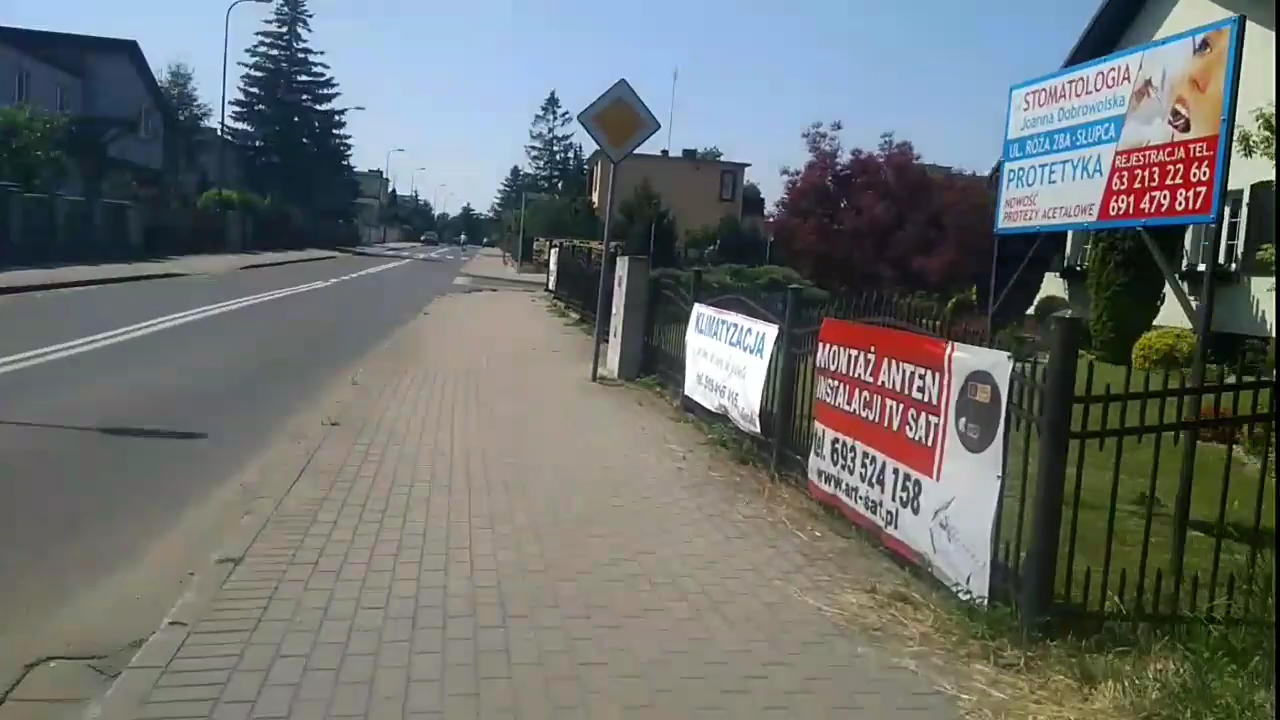 STOMATOLOGIA
Joanna Dobrowolska
UL. RÓŻA 28A · SŁUPCA
PROTETYKA
NOWOŚĆ
PROTEZY ACETALOWE
REJESTRACJA TEL.
63 213 22 66
691 479 817
KLIMATYZACJA
tel.
MONTAŻ ANTEN
INSTALACJI TV SAT
tel. 693 524 158
www.art-sat.pl